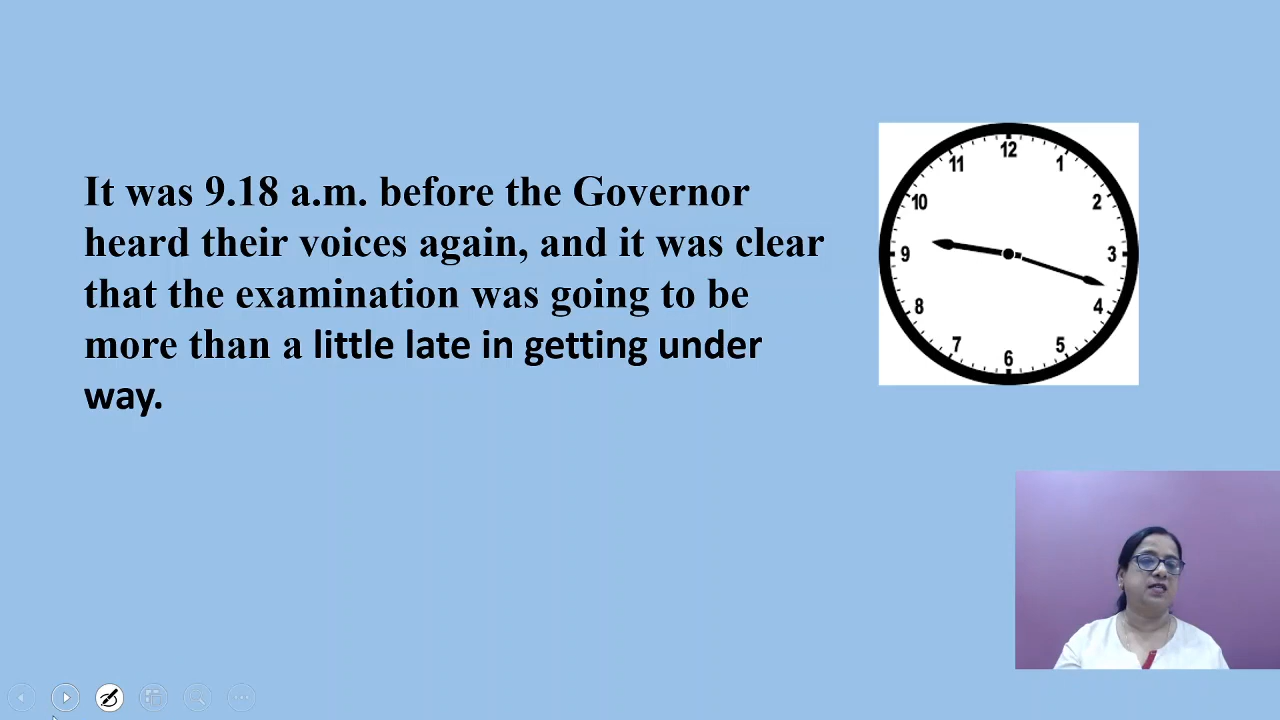 It was 9.18 a.m. before the Governor
heard their voices again, and it was clear
that the examination was going to be
more than a little late in getting under
way.
12
11
1
10
2
9
3
8
4
7
5
6